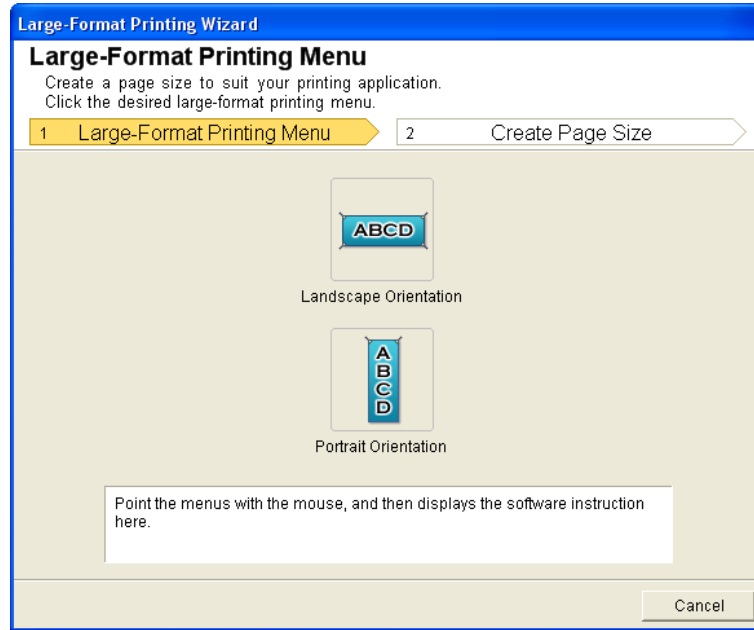 Large-Format Printing Wizard
Large-Format Printing Menu
Create a page size to suit your printing application.
Click the desired large-format printing menu.
1 Large-Format Printing Menu 2 Create Page Size
ABCD
Landscape Orientation
A
B
C
D
Portrait Orientation
Point the menus with the mouse, and then displays the software instruction
here.
Cancel